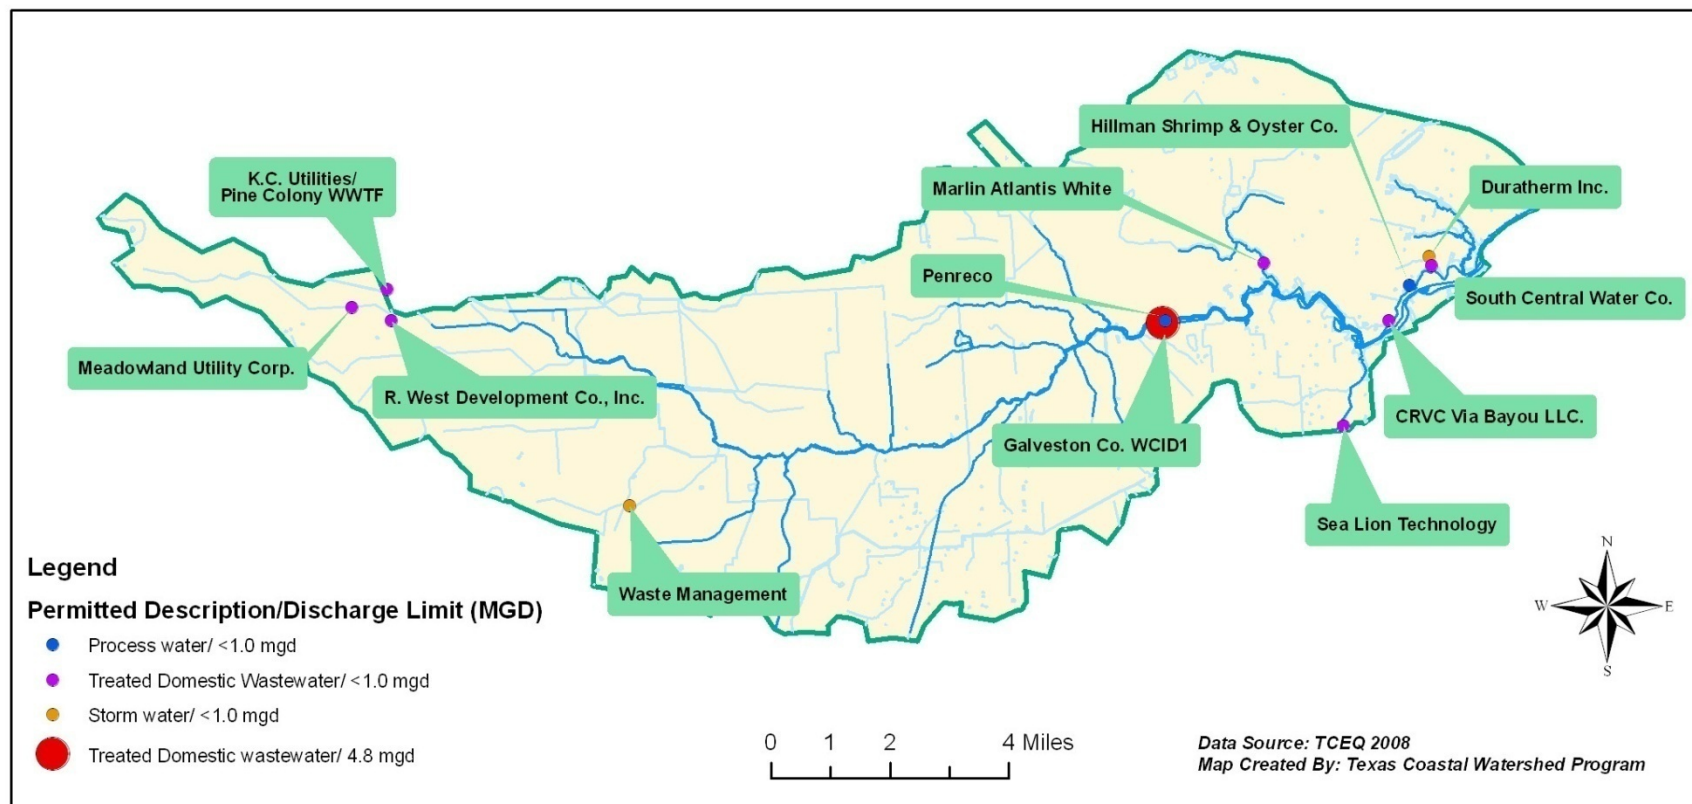 Hillman Shrimp & Oyster Co.
K.C. Utilities/
Pine Colony WWTF
Marlin Atlantis White
Duratherm Inc.
Penreco
South Central Water Co.
Meadowland Utility Corp.
R. West Development Co., Inc.
CRVC Via Bayou LLC.
Galveston Co. WCID1
Sea Lion Technology
Waste Management
Legend
Permitted Description/Discharge Limit (MGD)
Process water/ <1.0 mgd
Treated Domestic Wastewater/ <1.0 mgd
Storm water/ <1.0 mgd
Treated Domestic wastewater/ 4.8 mgd
0 1 2 4 Miles
N
W E
S
Data Source: TCEQ 2008
Map Created By: Texas Coastal Watershed Program